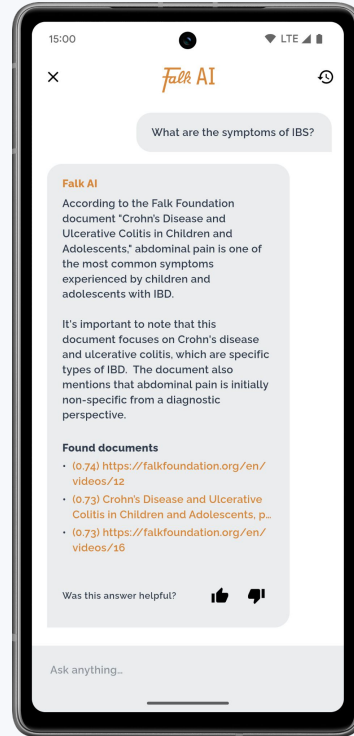 15:00
LTE
Falk AI
What are the symptoms of IBS?
Falk AI
According to the Falk Foundation
document "Crohn's Disease and
Ulcerative Colitis in Children and
Adolescents," abdominal pain is one of
the most common symptoms
experienced by children and
adolescents with IBD.
It's important to note that this
document focuses on Crohn's disease
and ulcerative colitis, which are specific
types of IBD. The document also
mentions that abdominal pain is initially
non-specific from a diagnostic
perspective.
Found documents
• (0.74) https://falkfoundation.org/en/
videos/12
• (0.73) Crohn's Disease and Ulcerative
Colitis in Children and Adolescents, p…
• (0.73) https://falkfoundation.org/en/
videos/16
Was this answer helpful?
Ask anything…